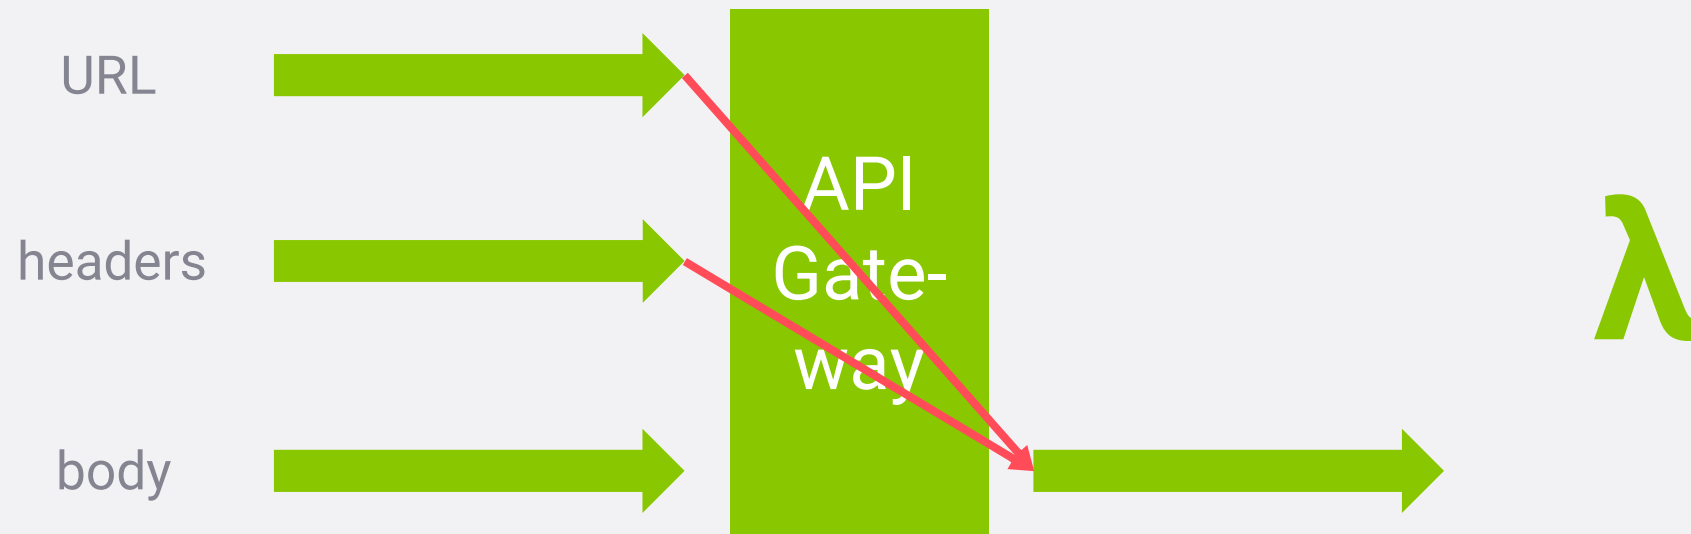 URL
API
headers
Gate-
way
body
λ